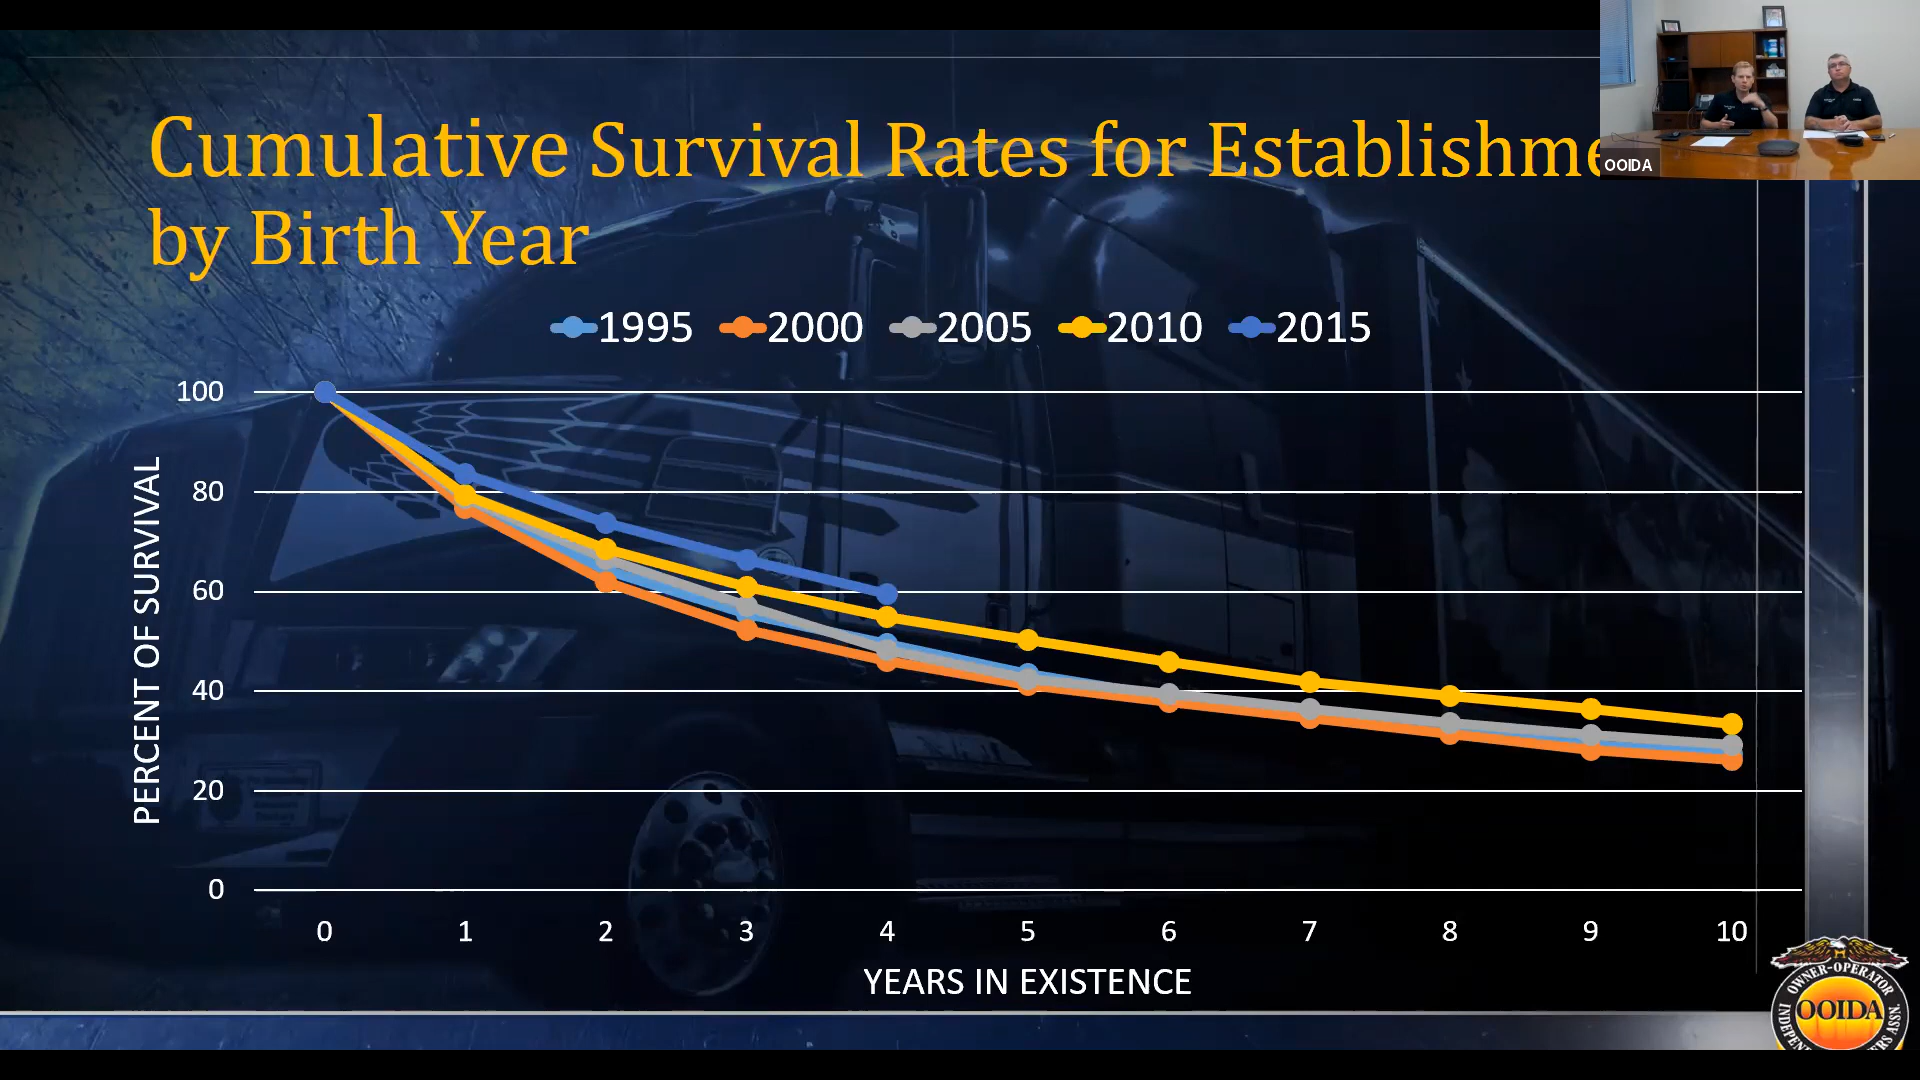 Cumulative Survival Rates for Establishme
by Birth Year
OOIDA
1995 2000 2005 2010 2015
PERCENT OF SURVIVAL
100
80
60
40
20
0
0 1 2 3 4 5 6 7 8 9 10
YEARS IN EXISTENCE
OWNER-OPERATOR
OOIDA